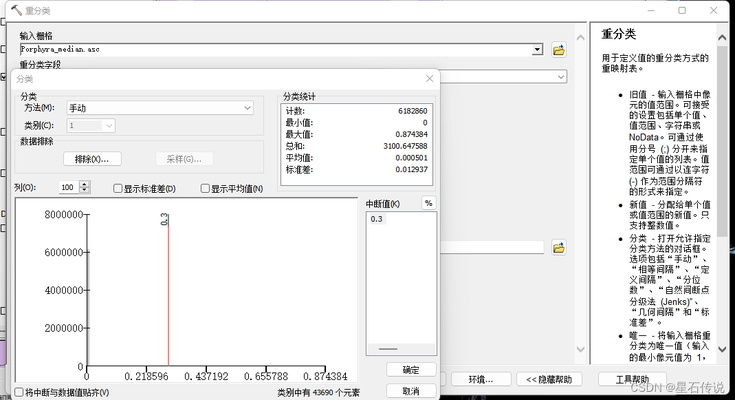 重分类
输入栅格
Porphyra_median.asc
重分类字段
分类
分类
方法(M):
手动
类别(C):
1
数据排除
排除(X)...
采样(G)...
分类统计
计数: 6182860
最小值: 0
最大值: 0.874384
总和: 3100.647588
平均值: 0.000501
标准差: 0.012937
列(O):
100
显示标准差(D)
显示平均值(N)
中断值(K)
%
0.3
8000000
6000000
4000000
2000000
0
0.3
0
0.218596
0.437192
0.655788
0.874384
将中断与数据值贴齐(V)
类别中有 43690 个元素
确定
取消
环境...
<< 隐藏帮助
工具帮助
重分类
用于定义值的重分类方式的
重映射表。
旧值 - 输入栅格中像
元的值范围。可接受
的设置包括单个值、
值范围、字符串或
NoData。可通过使
用分号 (;) 分开来指
定单个值的列表。值
范围可通过以连字符
(-) 作为范围分隔符
的形式来指定。
新值 - 分配给单个值
或值范围的新值。只
支持整数值。
分类 - 打开允许指定
分类方法的对话框。
选项包括“手动”、
“相等间隔”、“定
义间隔”、“分位
数”、“自然间断点
分级法 (Jenks)”、
“几何间隔”和“标
准差”。
唯一 - 将输入栅格重
分类为唯一值（输入
的最小像元值为 1，
CSDN @星石传说